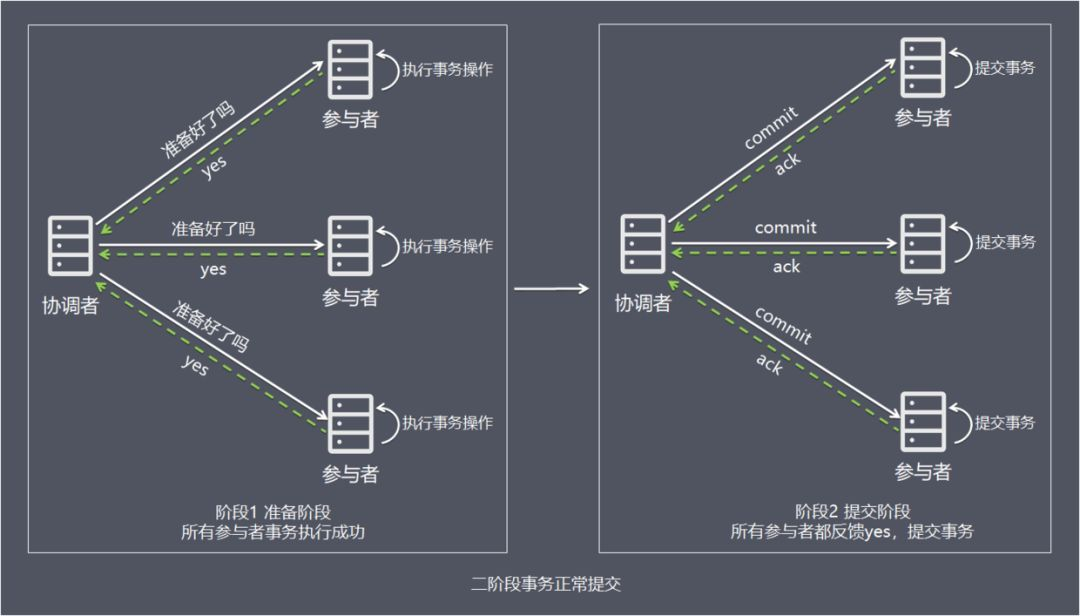 执行事务操作
参与者
准备好了吗
yes
准备好了吗
yes
执行事务操作
参与者
协调者
准备好了吗
yes
执行事务操作
参与者
阶段1 准备阶段
所有参与者事务执行成功
提交事务
参与者
commit
ack
commit
ack
提交事务
参与者
协调者
commit
ack
提交事务
参与者
阶段2 提交阶段
所有参与者都反馈yes，提交事务
二阶段事务正常提交